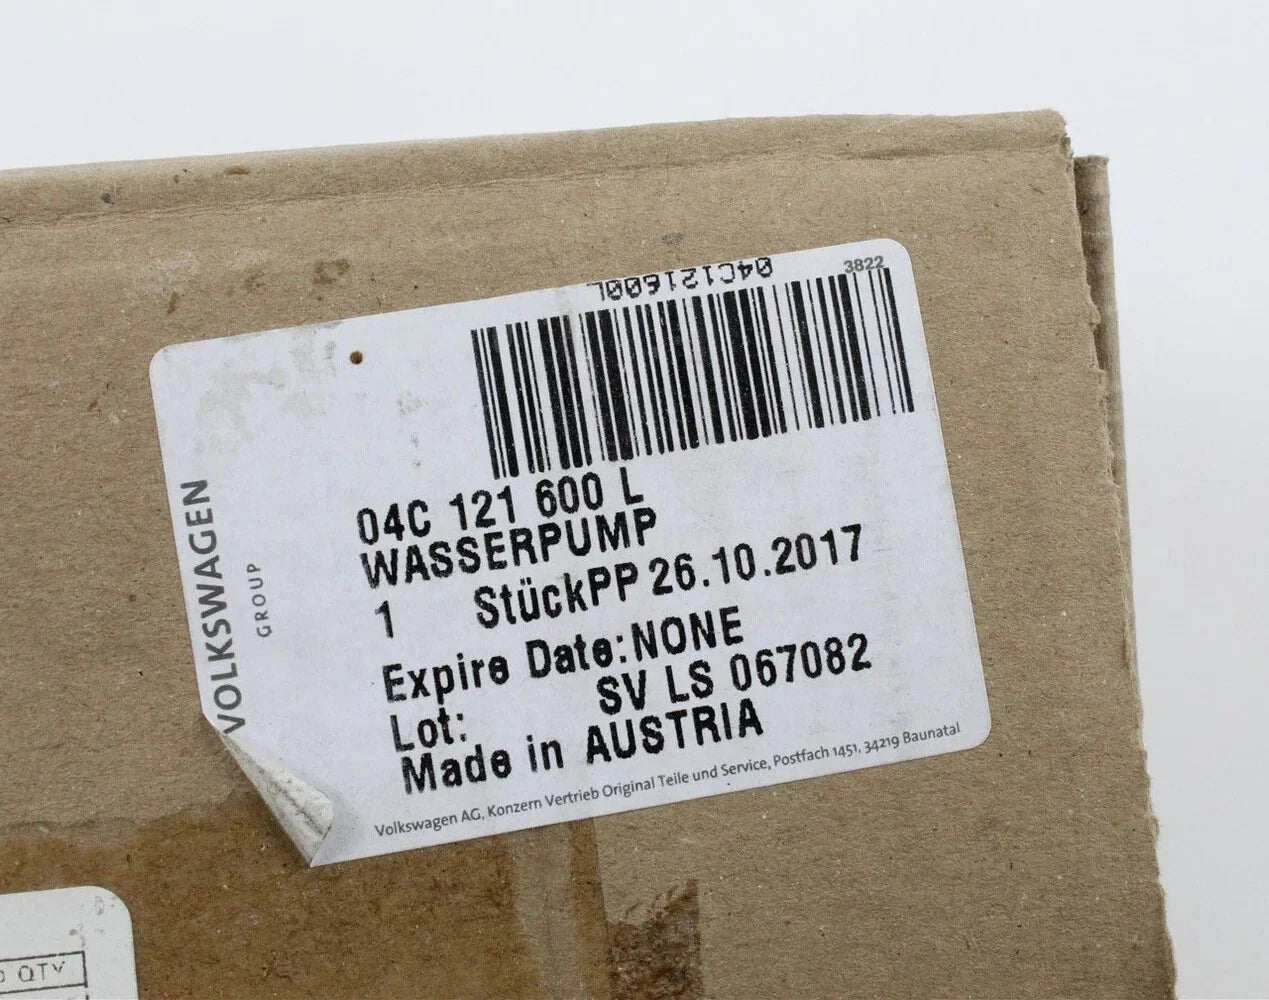 3822
04C121600L
04C 121 600 L
WASSERPUMP
1 StückPP 26.10.2017
Expire Date:NONE
SV LS 067082
Lot:
Made in AUSTRIA
Volkswagen AG, Konzern Vertrieb Original Teile und Service, Postfach 1451, 34219 Baunatal
VOLKSWAGEN
GROUP
QTY